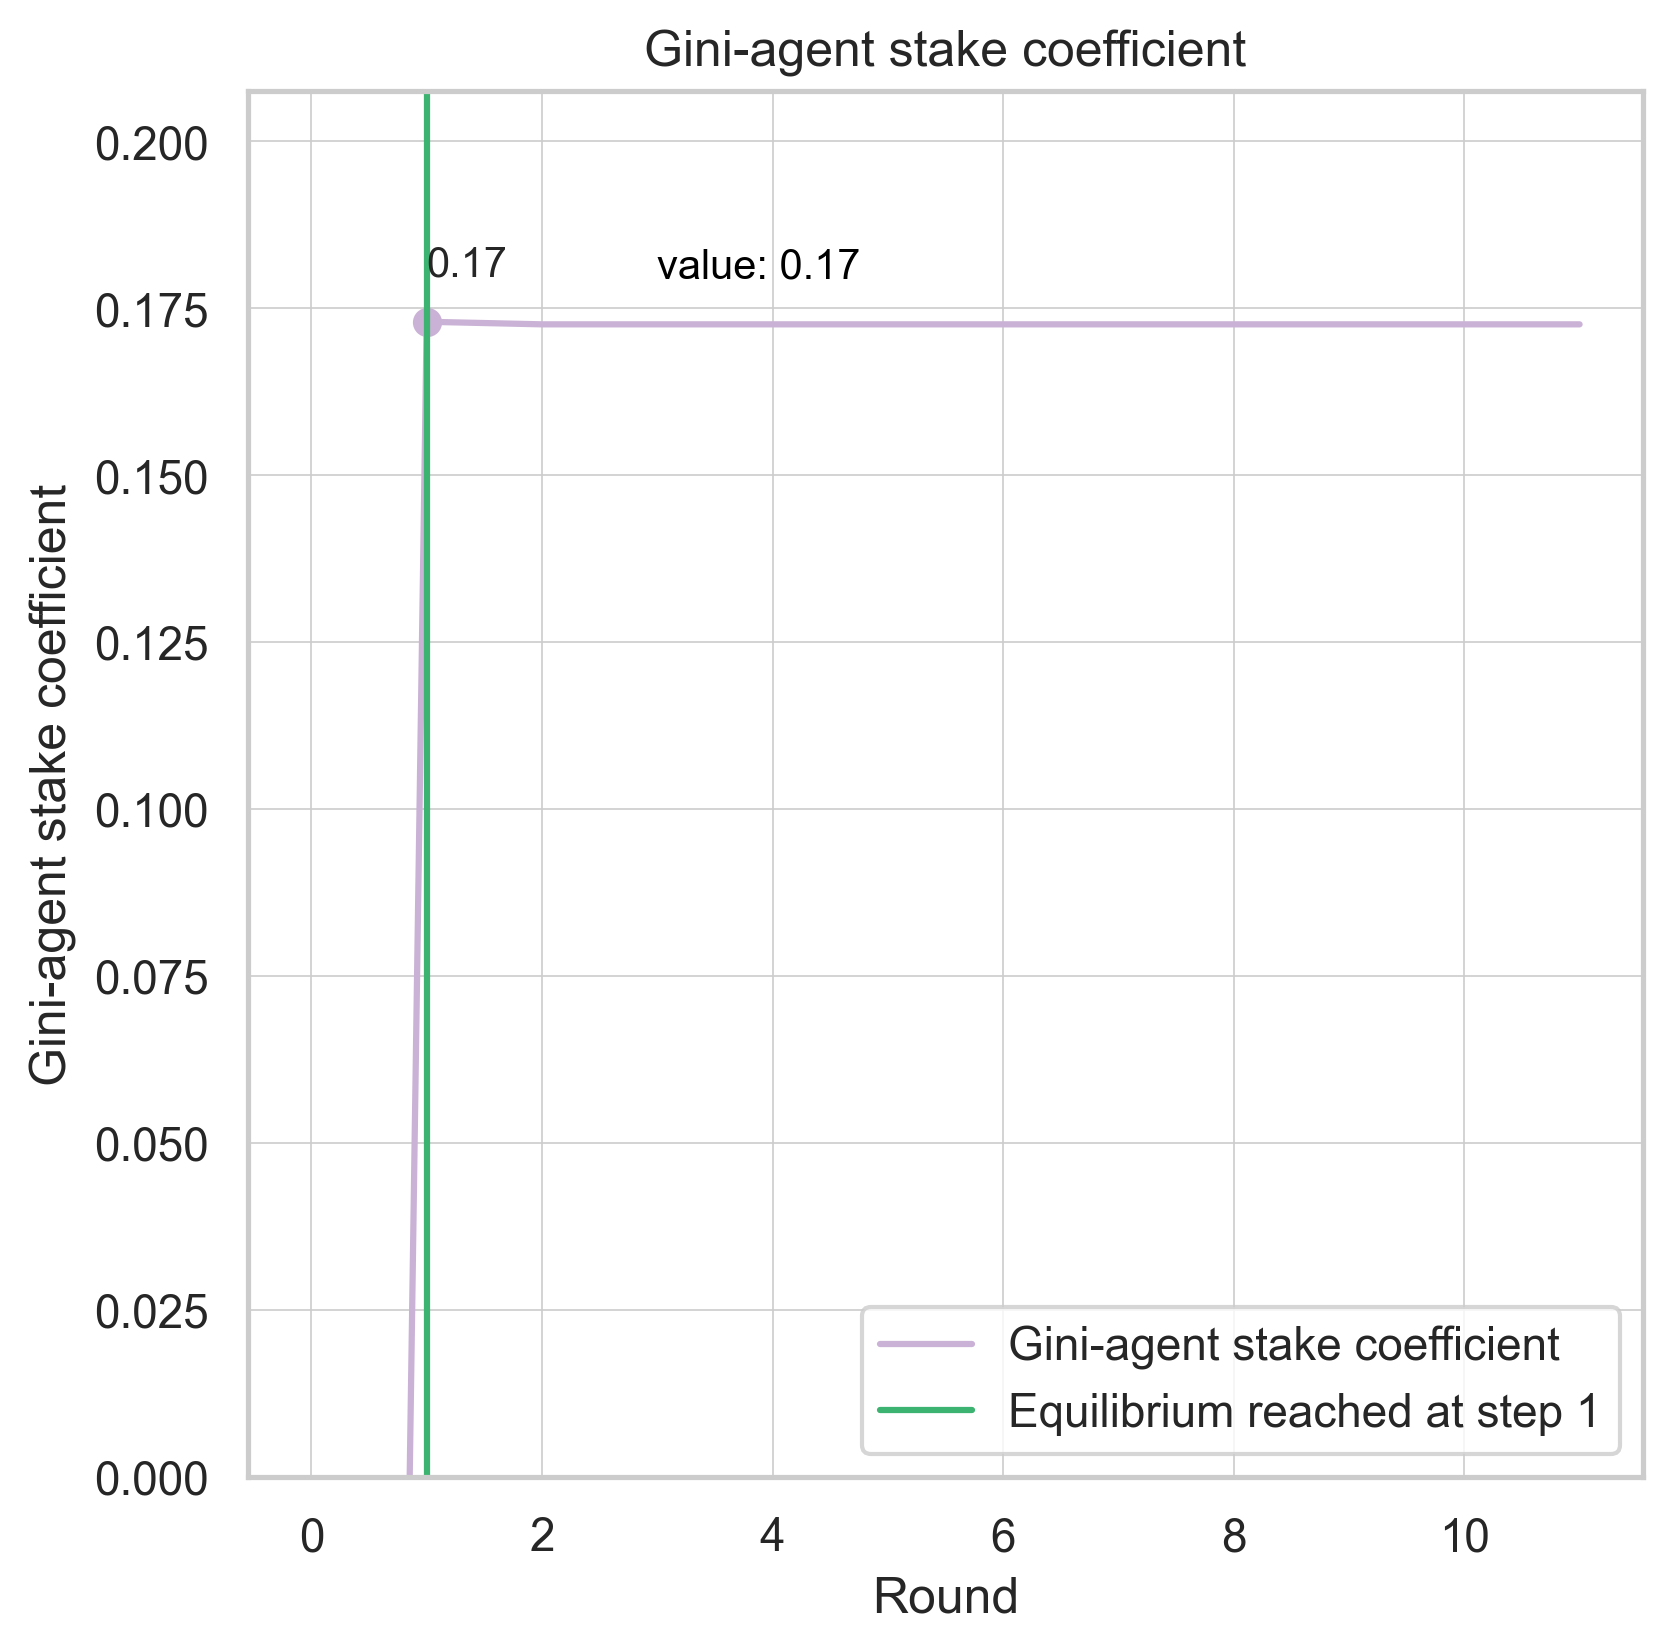 Gini-agent stake coefficient
0.200
0.175
0.150
0.125
0.100
0.075
0.050
0.025
0.000
Gini-agent stake coefficient
0.17
value: 0.17
Gini-agent stake coefficient
Equilibrium reached at step 1
0 2 4 6 8 10
Round